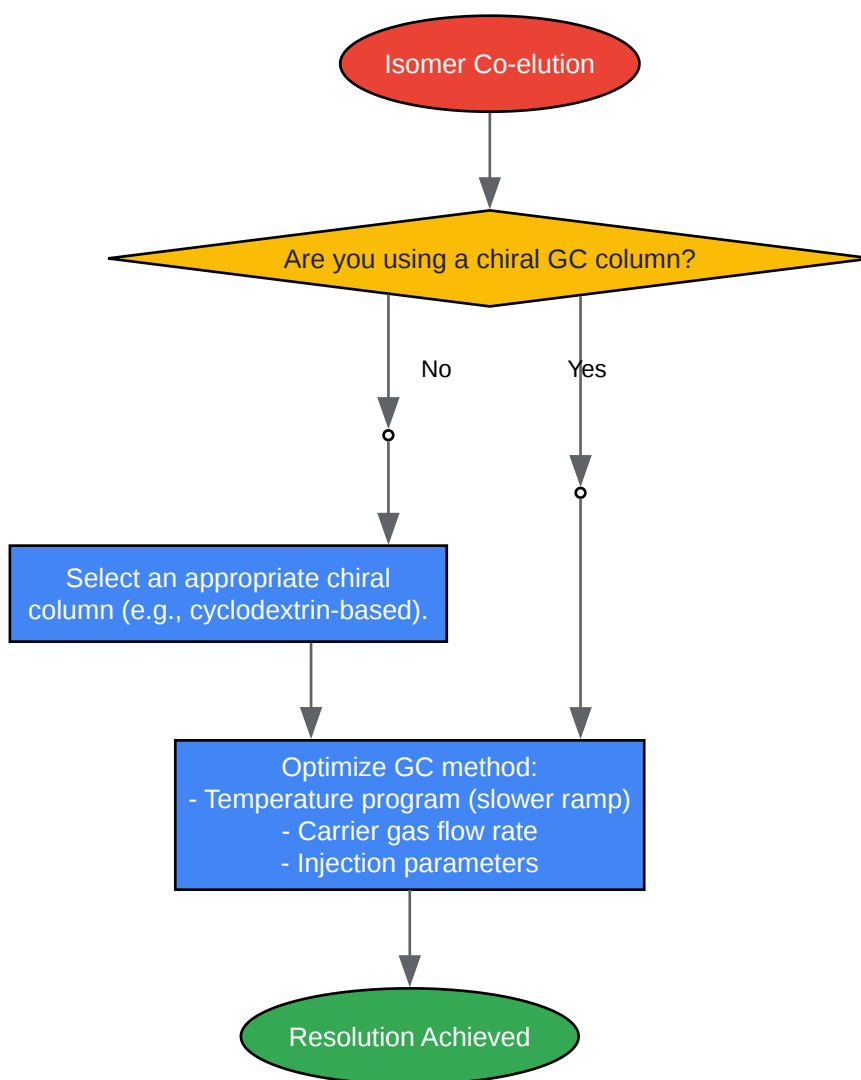 Isomer Co-elution
Are you using a chiral GC column?
No
Yes
Select an appropriate chiral
column (e.g., cyclodextrin-based).
Optimize GC method:
- Temperature program (slower ramp)
- Carrier gas flow rate
- Injection parameters
Resolution Achieved